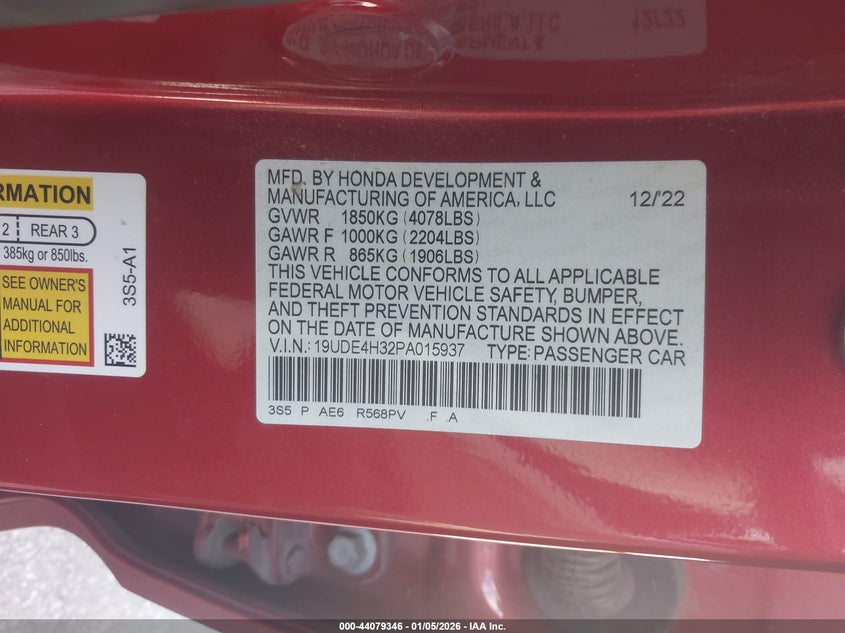 RMATION
2 REAR 3
385kg or 850lbs.
SEE OWNER'S
MANUAL FOR
ADDITIONAL
INFORMATION
3S5-A1
MFD. BY HONDA DEVELOPMENT &
MANUFACTURING OF AMERICA, LLC 12/'22
GVWR 1850KG (4078LBS)
GAWR F 1000KG (2204LBS)
GAWR R 865KG (1906LBS)
THIS VEHICLE CONFORMS TO ALL APPLICABLE
FEDERAL MOTOR VEHICLE SAFETY, BUMPER,
AND THEFT PREVENTION STANDARDS IN EFFECT
ON THE DATE OF MANUFACTURE SHOWN ABOVE.
V.I.N.: 19UDE4H32PA015937 TYPE: PASSENGER CAR
3S5 P AE6 R568PV .F .A
000-44079346 - 01/05/2026 - IAA Inc.